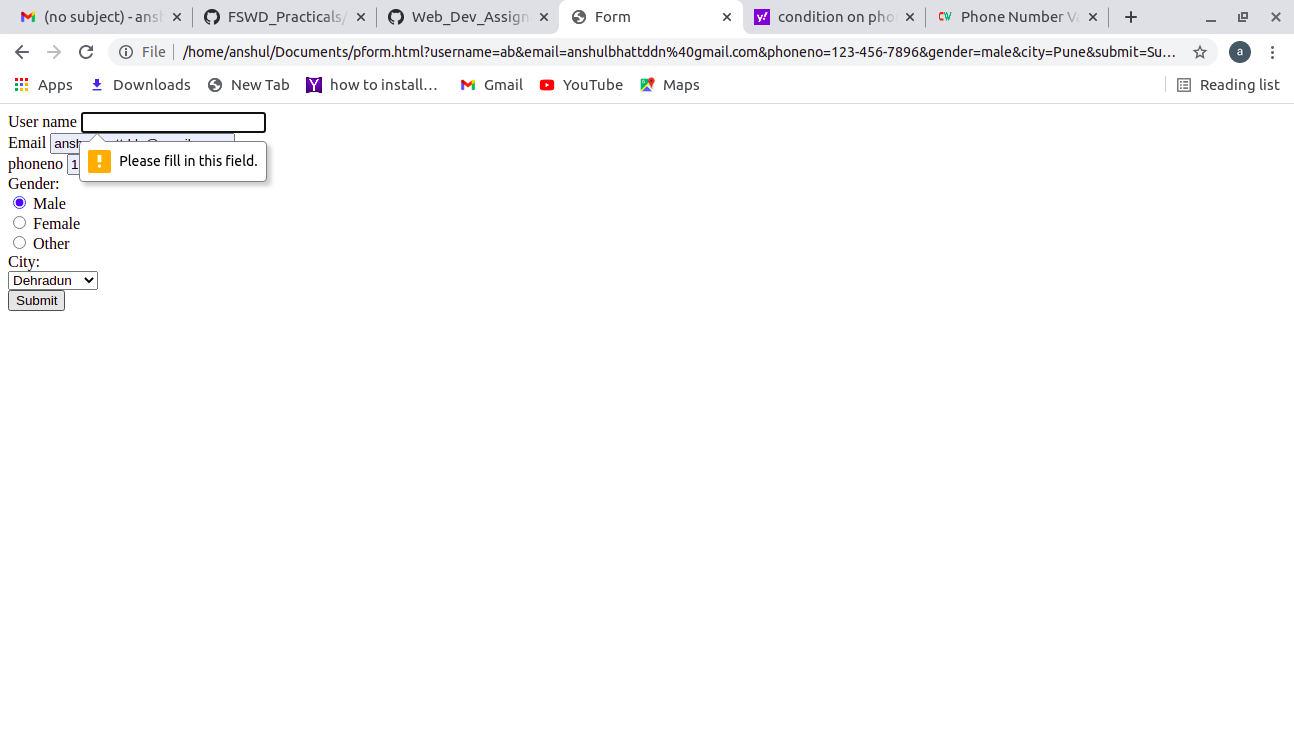 (no subject) - ansh
FSWD_Practicals/
Web_Dev_Assign
Form
condition on pho
Phone Number Va
File
/home/anshul/Documents/pform.html?username=ab&email=anshulbhattddn%40gmail.com&phoneno=123-456-7896&gender=male&city=Pune&submit=Su...
a
Apps
Downloads
New Tab
how to install...
Gmail
YouTube
Maps
Reading list
User name
Email
phoneno
Please fill in this field.
Gender:
Male
Female
Other
City:
Dehradun
Submit